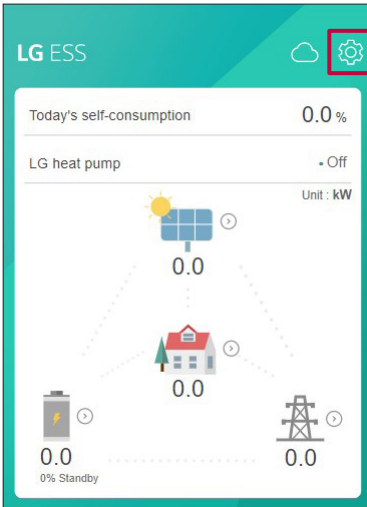 LG ESS
Today's self-consumption 0.0 %
LG heat pump - Off
Unit : kW
0.0
0.0
0.0
0% Standby
0.0